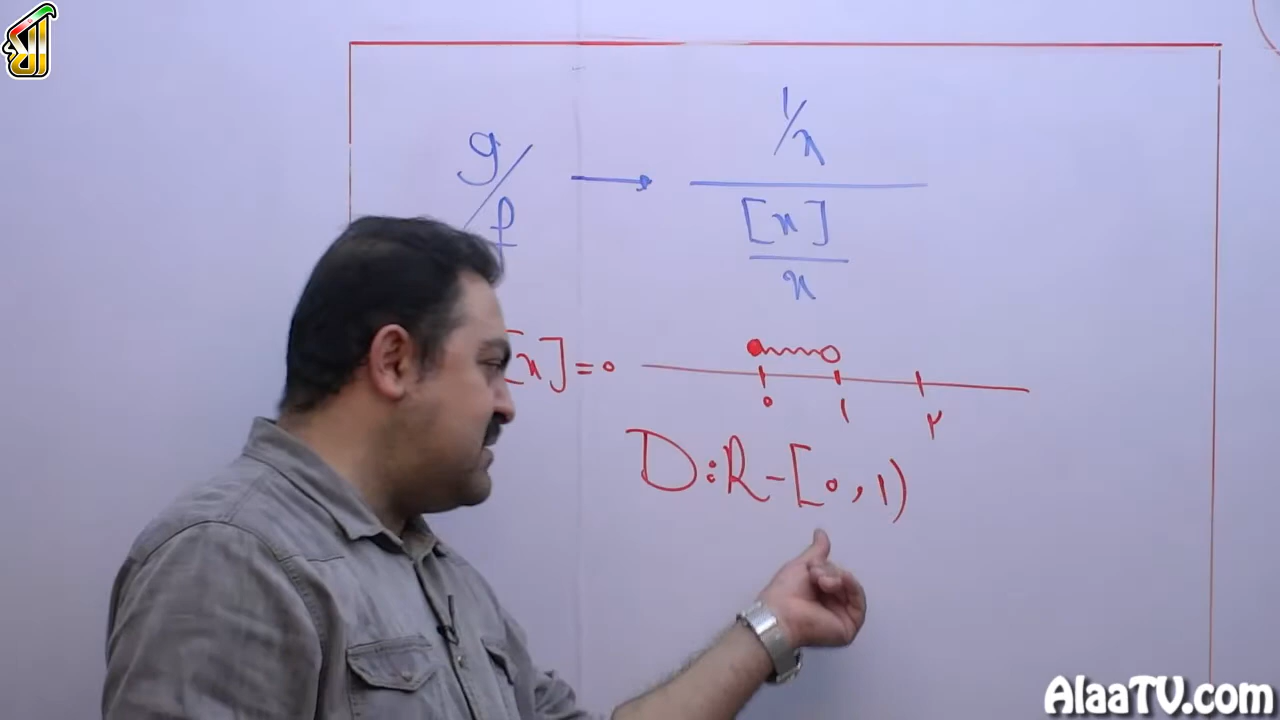 g/f → 1/x
[x]
x
[x]=۰
۰ ۱ ۲
D:R-[۰,۱)
AlaaTV.com